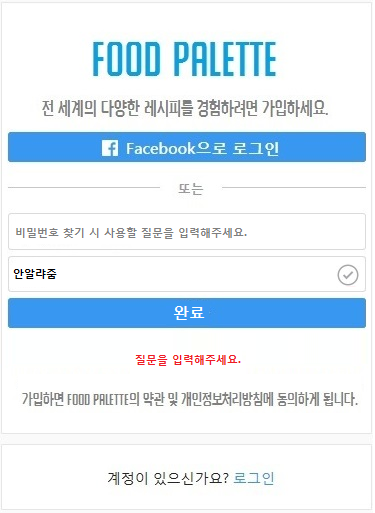 FOOD PALETTE
전 세계의 다양한 레시피를 경험하려면 가입하세요.
Facebook으로 로그인
또는
비밀번호 찾기 시 사용할 질문을 입력해주세요.
안알랴줌
완료
질문을 입력해주세요.
가입하면 FOOD PALETTE의 약관 및 개인정보처리방침에 동의하게 됩니다.
계정이 있으신가요? 로그인